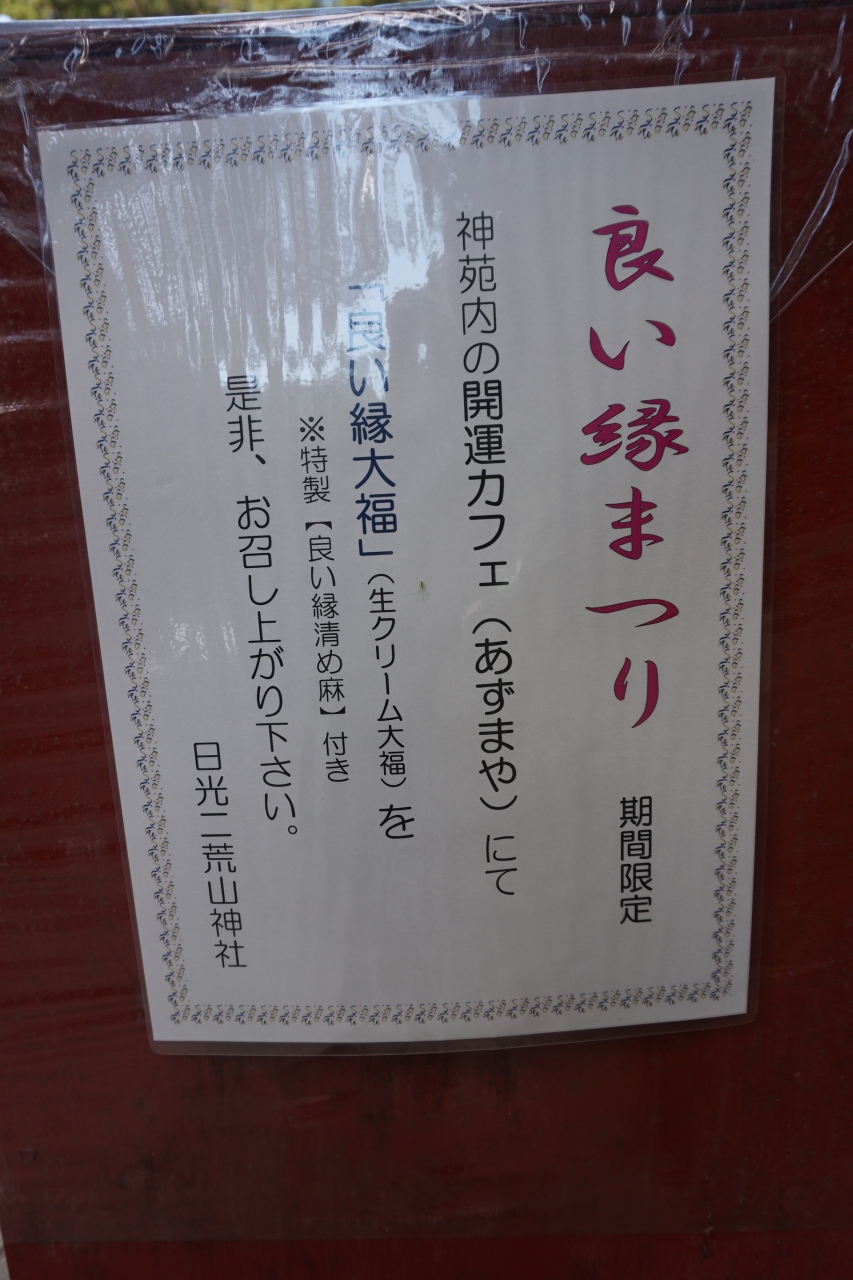 良い縁まつり 期間限定
神苑内の開運カフェ（あずまや）にて
「良い縁大福」（生クリーム大福）を
※特製【良い縁清め麻】付き
是非、お召し上がり下さい。
日光二荒山神社